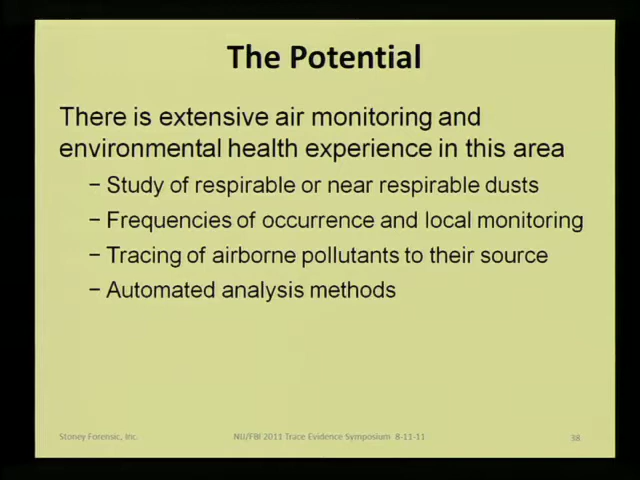 The Potential
There is extensive air monitoring and
environmental health experience in this area
– Study of respirable or near respirable dusts
– Frequencies of occurrence and local monitoring
– Tracing of airborne pollutants to their source
– Automated analysis methods
Stoney Forensic, Inc. NIJ/FBI 2011 Trace Evidence Symposium 8-11-11 38